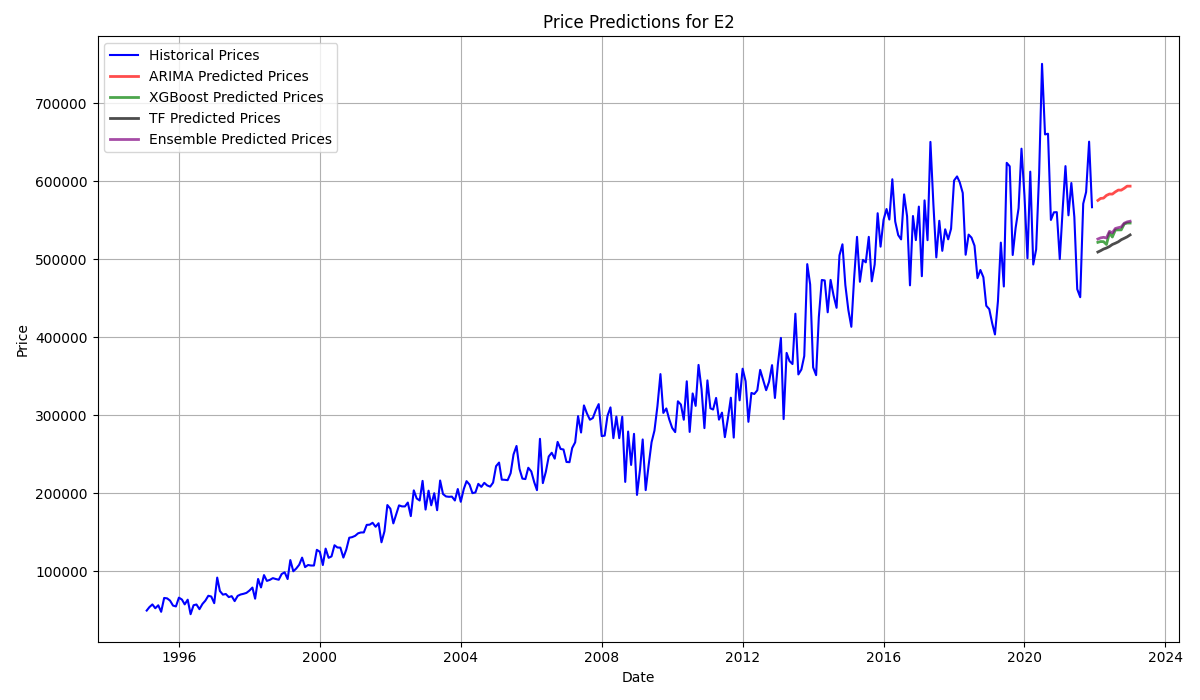 Price Predictions for E2
Historical Prices
ARIMA Predicted Prices
XGBoost Predicted Prices
TF Predicted Prices
Ensemble Predicted Prices
Price
700000
600000
500000
400000
300000
200000
100000
1996 2000 2004 2008 2012 2016 2020 2024
Date